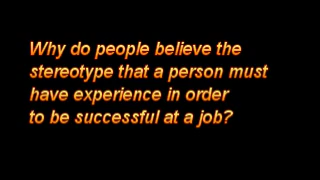 Why do people believe the
stereotype that a person must
have experience in order
to be successful at a job?